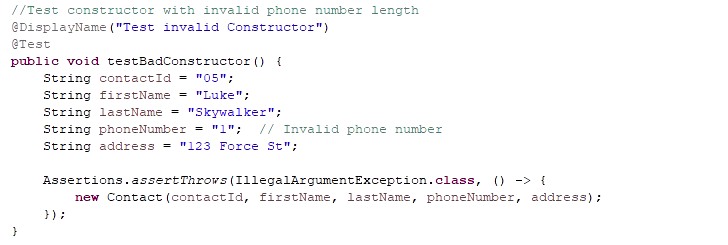 //Test constructor with invalid phone number length
@DisplayName("Test invalid Constructor")
@Test
public void testBadConstructor() {
    String contactId = "05";
    String firstName = "Luke";
    String lastName = "Skywalker";
    String phoneNumber = "1";  // Invalid phone number
    String address = "123 Force St";

    Assertions.assertThrows(IllegalArgumentException.class, () -> {
        new Contact(contactId, firstName, lastName, phoneNumber, address);
    });
}